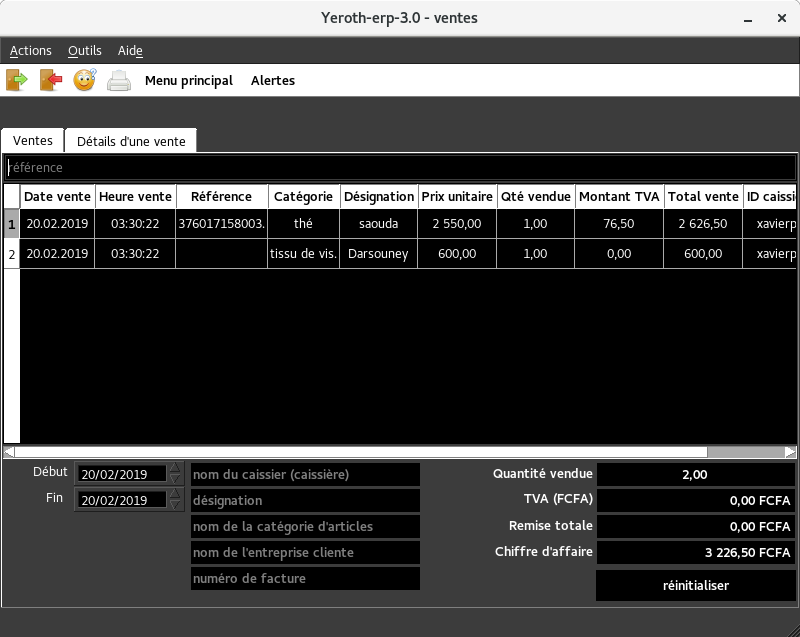 Yeroth-erp-3.0 - ventes
Actions Outils Aide
Menu principal Alertes
Ventes Détails d'une vente
référence
Date vente Heure vente Référence Catégorie Désignation Prix unitaire Qté vendue Montant TVA Total vente ID caissi
1 20.02.2019 03:30:22 376017158003. thé saouda 2 550,00 1,00 76,50 2 626,50 xavierp
2 20.02.2019 03:30:22 tissu de vis. Darsouney 600,00 1,00 0,00 600,00 xavierp
Début 20/02/2019 nom du caissier (caissière) Quantité vendue 2,00
Fin 20/02/2019 désignation TVA (FCFA) 0,00 FCFA
nom de la catégorie d'articles Remise totale 0,00 FCFA
nom de l'entreprise cliente Chiffre d'affaire 3 226,50 FCFA
numéro de facture réinitialiser